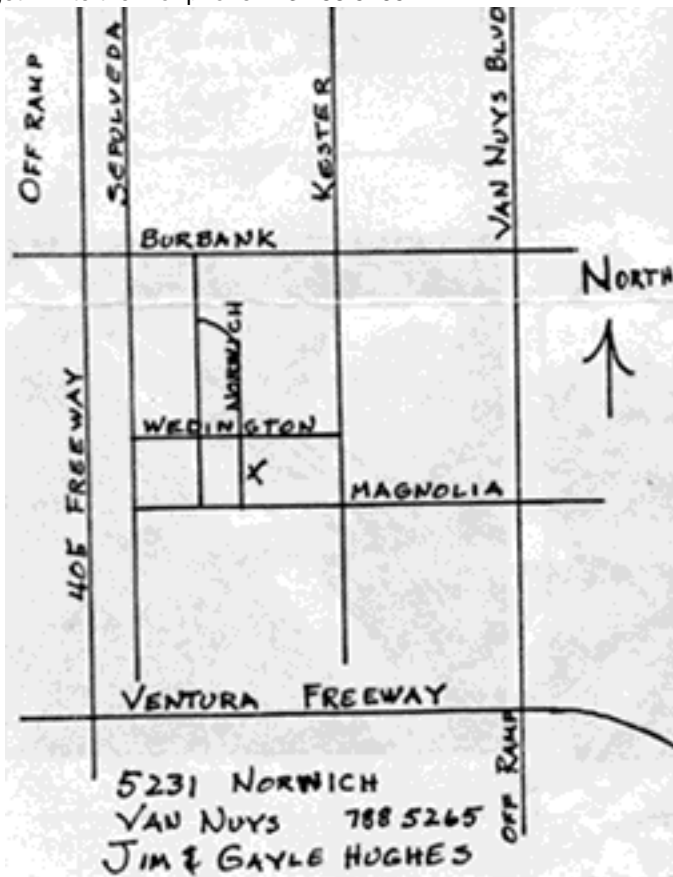 OFF RAMP
SEPULVEDA
KESTER
VAN NUYS BLVD
BURBANK
NORTH
NORWICH
405 FREEWAY
WEDINGTON
X
MAGNOLIA
VENTURA FREEWAY
OFF RAMP
5231 NORWICH
VAN NUYS 788 5265
JIM & GAYLE HUGHES